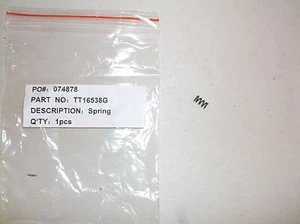 PO#: 074878
PART NO: TT16538G
DESCRIPTION: Spring
Q'TY: 1pcs